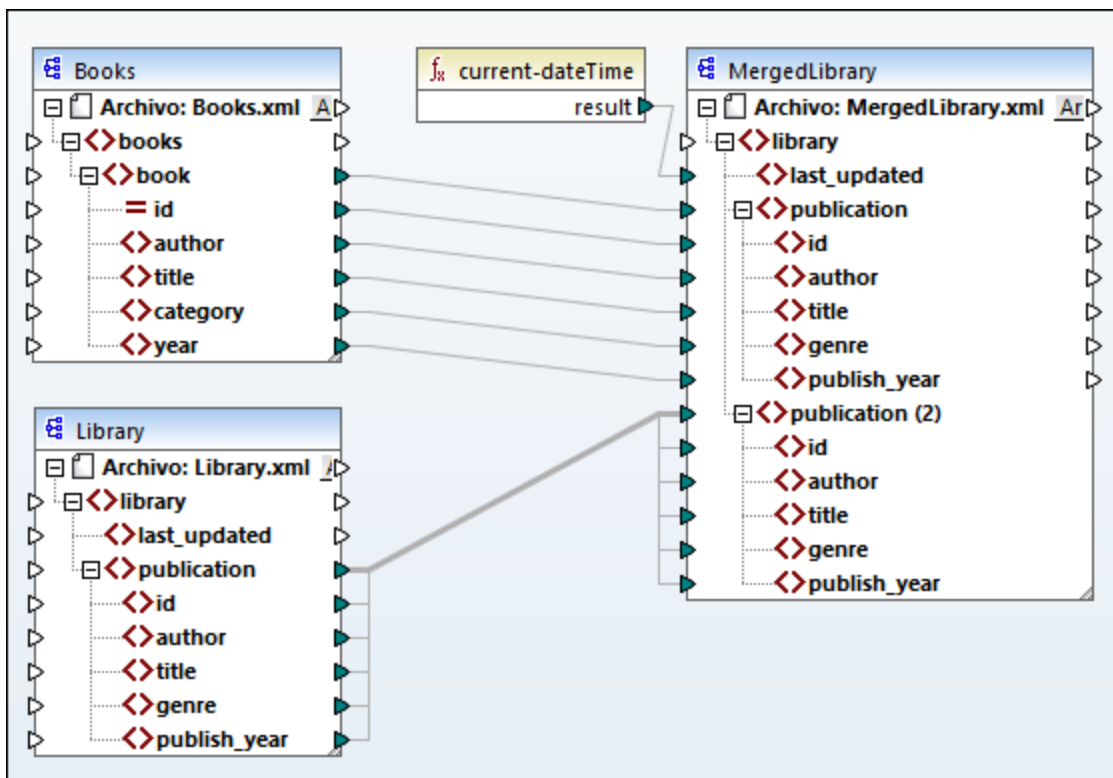 Books
Archivo: Books.xml A
books
book
id
author
title
category
year
current-dateTime
result
MergedLibrary
Archivo: MergedLibrary.xml Ar
library
last_updated
publication
id
author
title
genre
publish_year
publication (2)
id
author
title
genre
publish_year
Library
Archivo: Library.xml
library
last_updated
publication
id
author
title
genre
publish_year